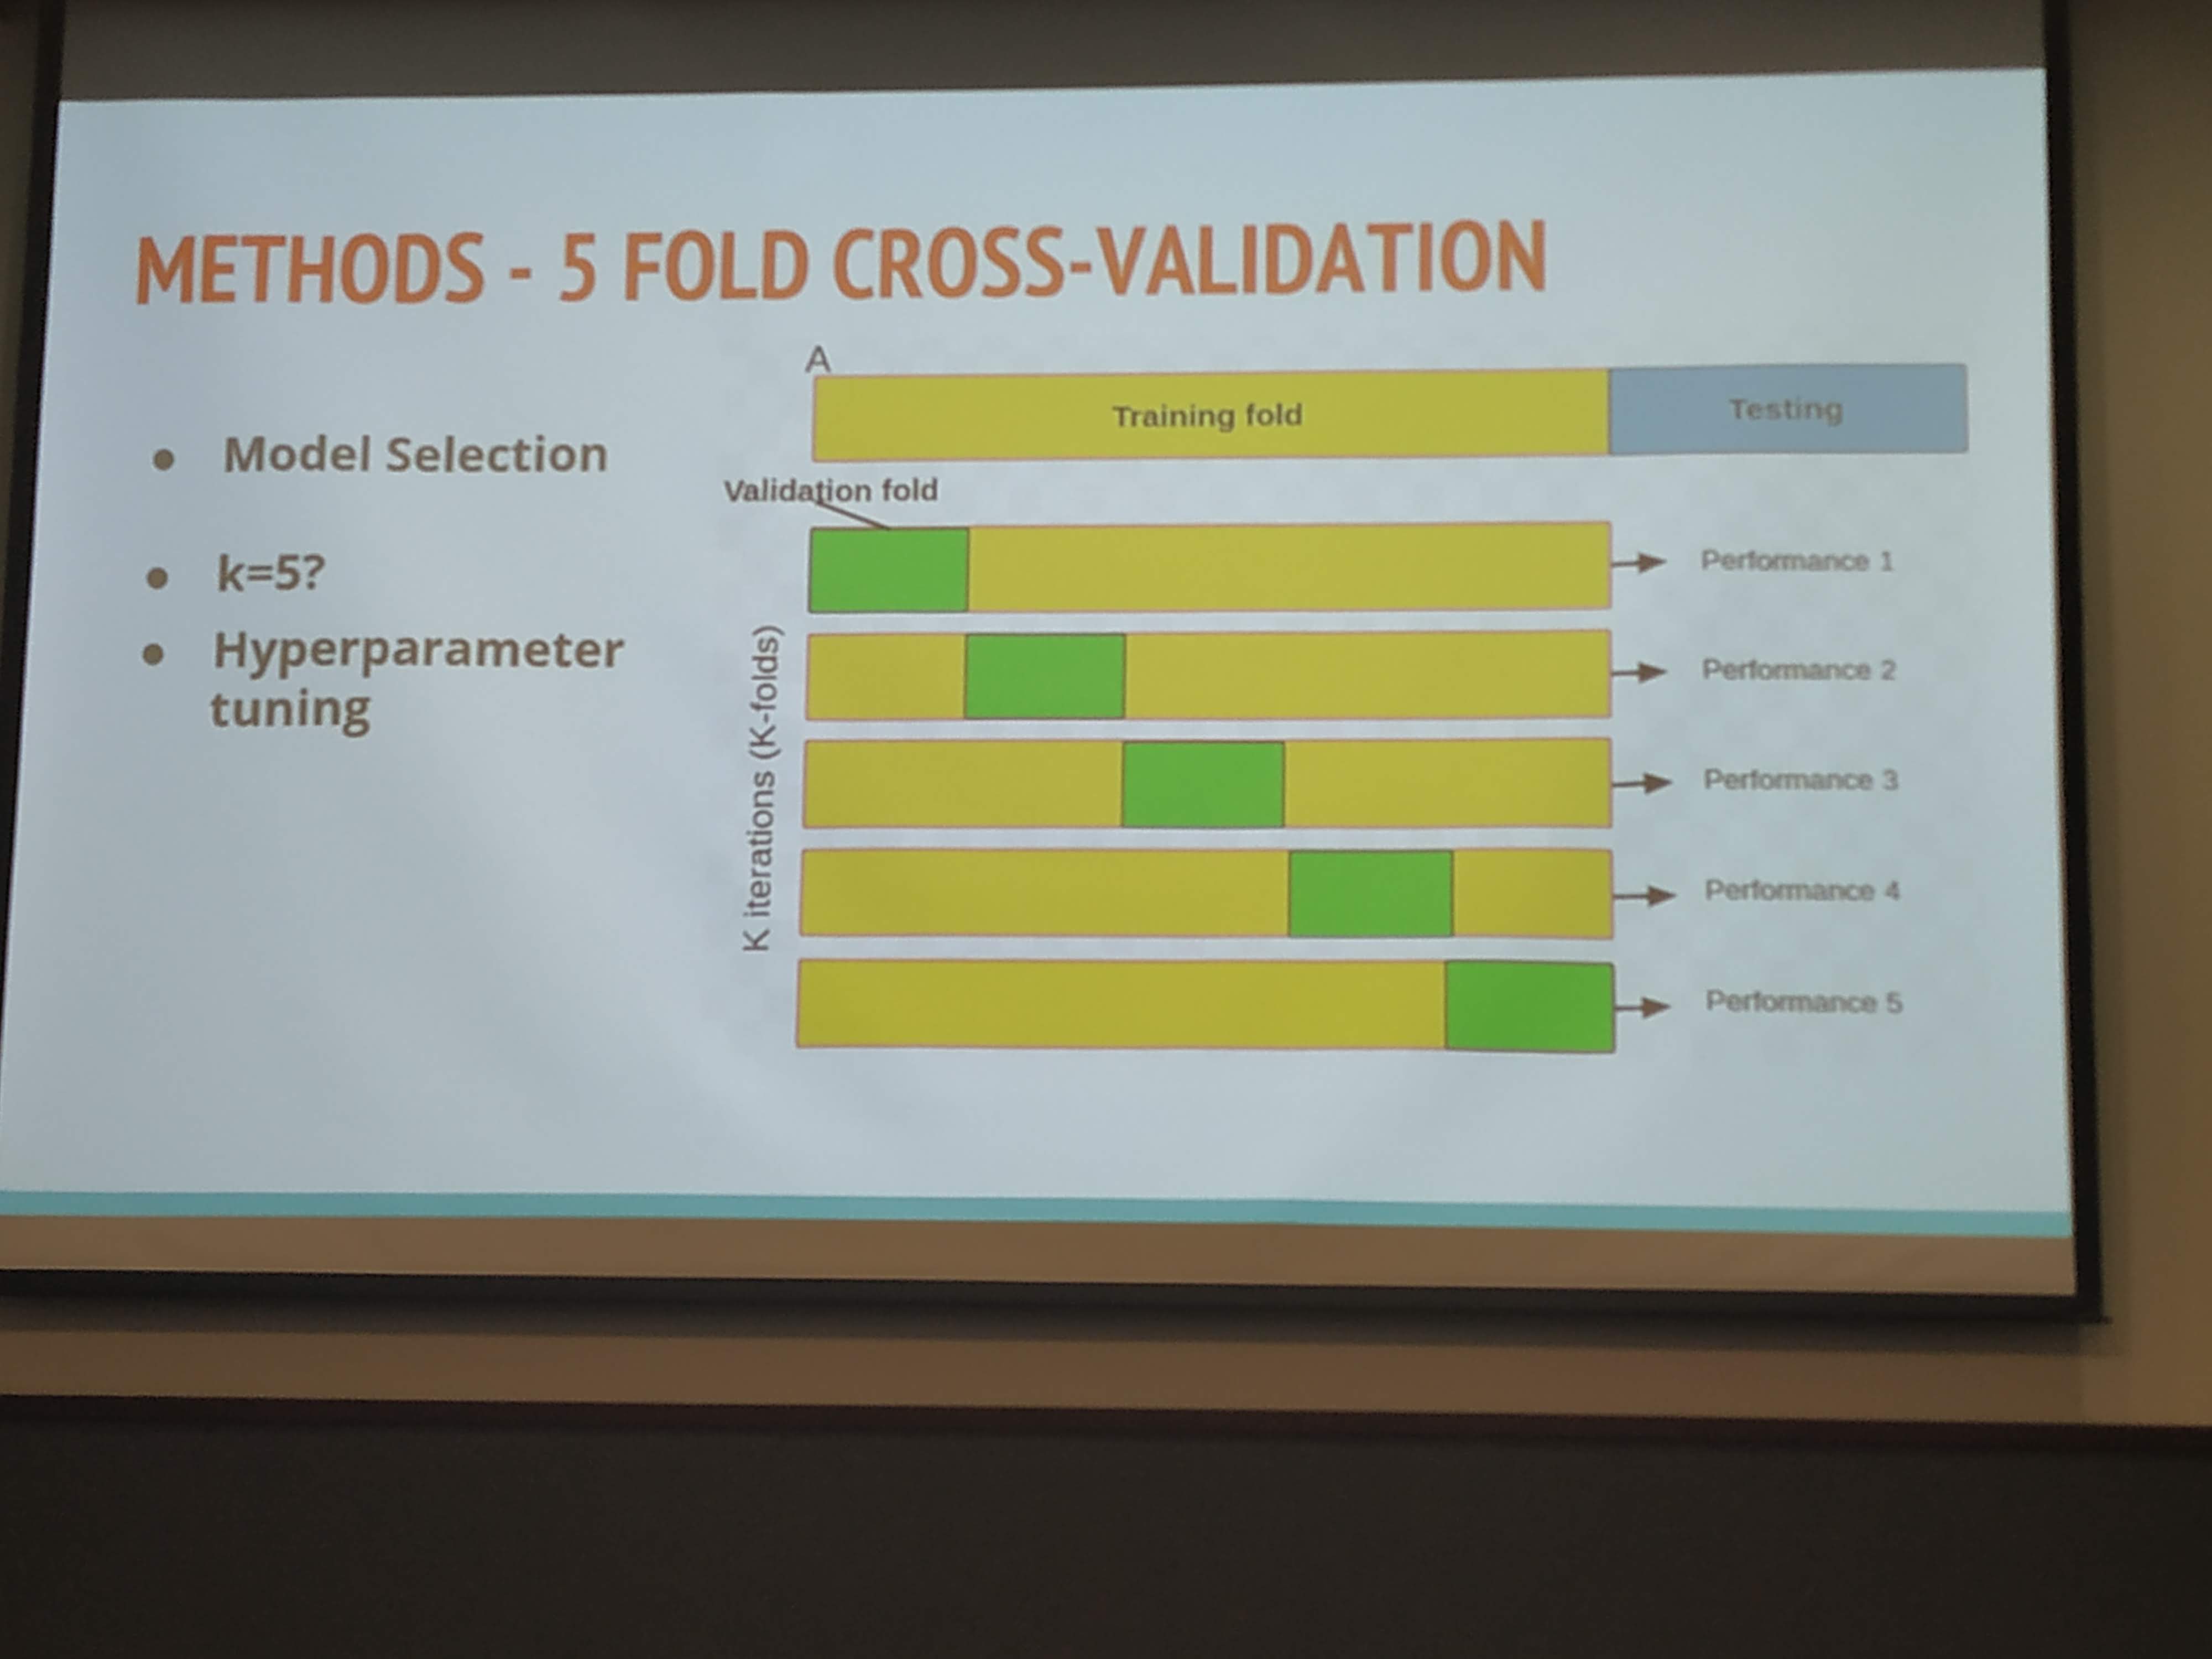 METHODS - 5 FOLD CROSS-VALIDATION
● Model Selection
● k=5?
● Hyperparameter
tuning
A
Training fold
Testing
Validation fold
K iterations (K-folds)
Performance 1
Performance 2
Performance 3
Performance 4
Performance 5